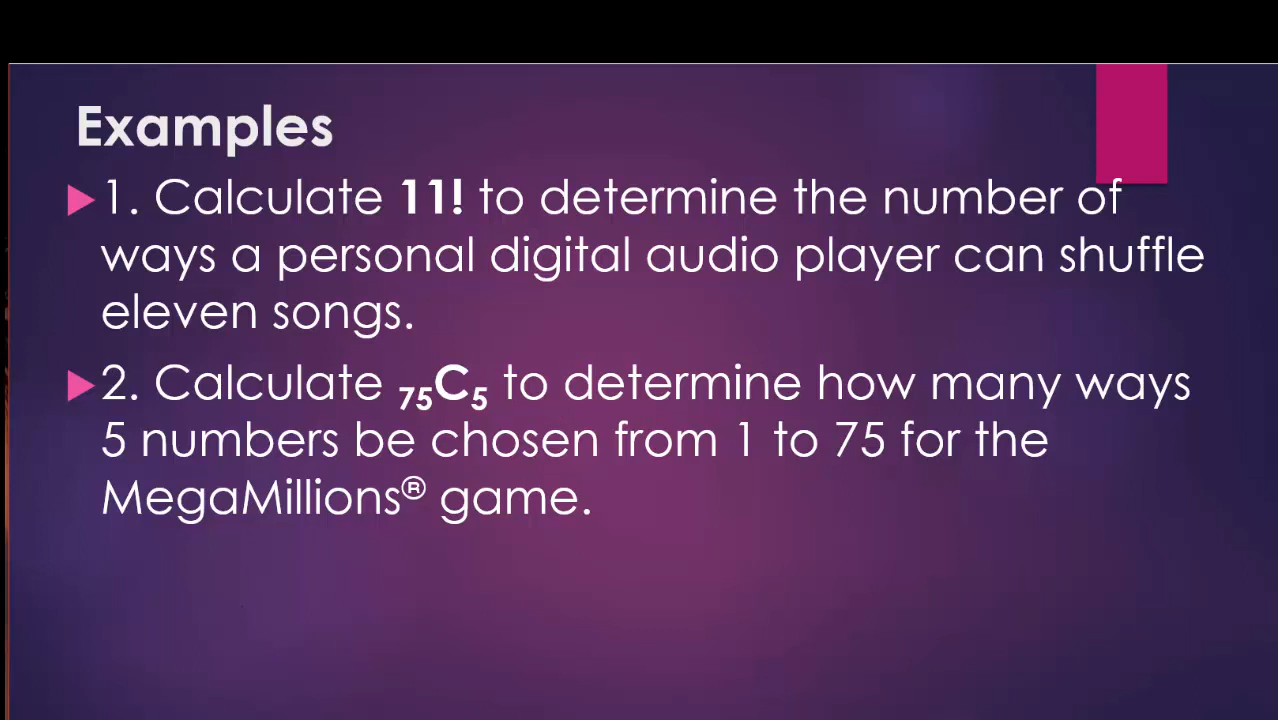 Examples
▶1. Calculate 11! to determine the number of
ways a personal digital audio player can shuffle
eleven songs.
▶2. Calculate ₇₅C₅ to determine how many ways
5 numbers be chosen from 1 to 75 for the
MegaMillions® game.